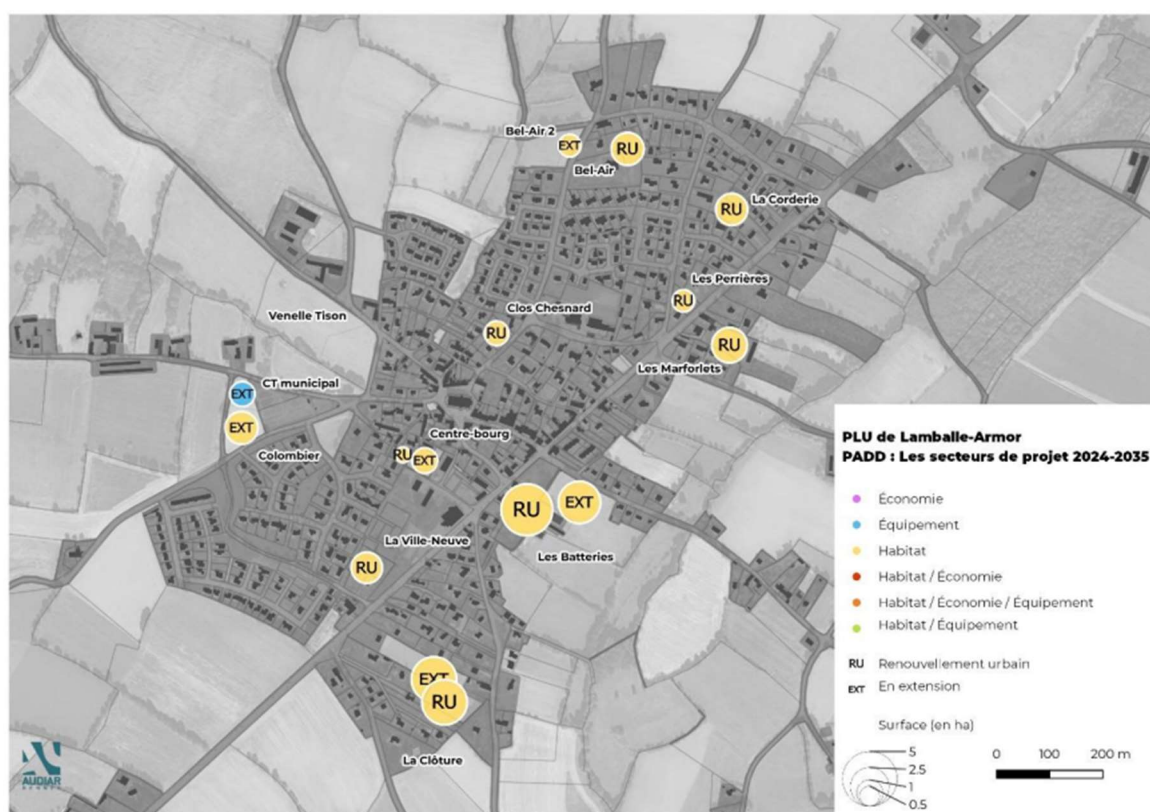 Bel-Air 2
EXT
RU
Bel-Air
RU
La Corderie
Les Perrières
RU
Clos Chesnard
Venelle Tison
RU
RU
Les Marforlets
CT municipal
EXT
EXT
Colombier
Centre-bourg
RU
EXT
RU
EXT
La Ville-Neuve
Les Batteries
RU
EXT
RU
La Clôture
AUDIAR
RENNES
PLU de Lamballe-Armor
PADD : Les secteurs de projet 2024-2035
Économie
Équipement
Habitat
Habitat / Économie
Habitat / Économie / Équipement
Habitat / Équipement
RU Renouvellement urbain
EXT En extension
Surface (en ha)
5
2.5
1
0.5
0 100 200 m